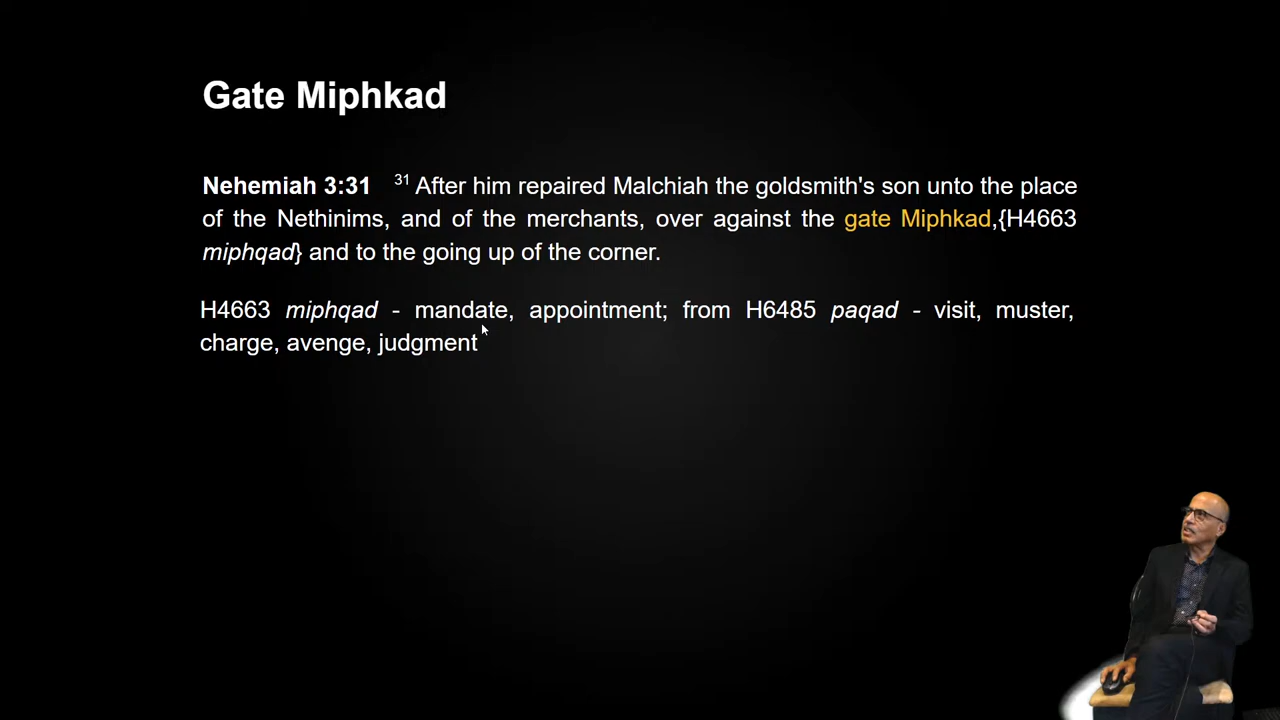 Gate Miphkad
Nehemiah 3:31 31 After him repaired Malchiah the goldsmith's son unto the place
of the Nethinims, and of the merchants, over against the gate Miphkad,{H4663
miphqad} and to the going up of the corner.
H4663 miphqad - mandate, appointment; from H6485 paqad - visit, muster,
charge, avenge, judgment